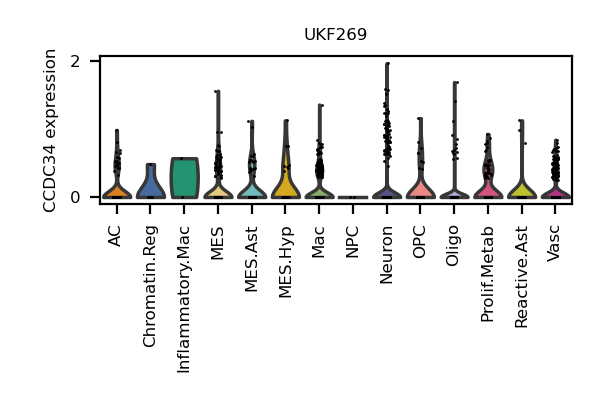 UKF269
CCDC34 expression
2
0
AC
Chromatin.Reg
Inflammatory.Mac
MES
MES.Ast
MES.Hyp
Mac
NPC
Neuron
OPC
Oligo
Prolif.Metab
Reactive.Ast
Vasc